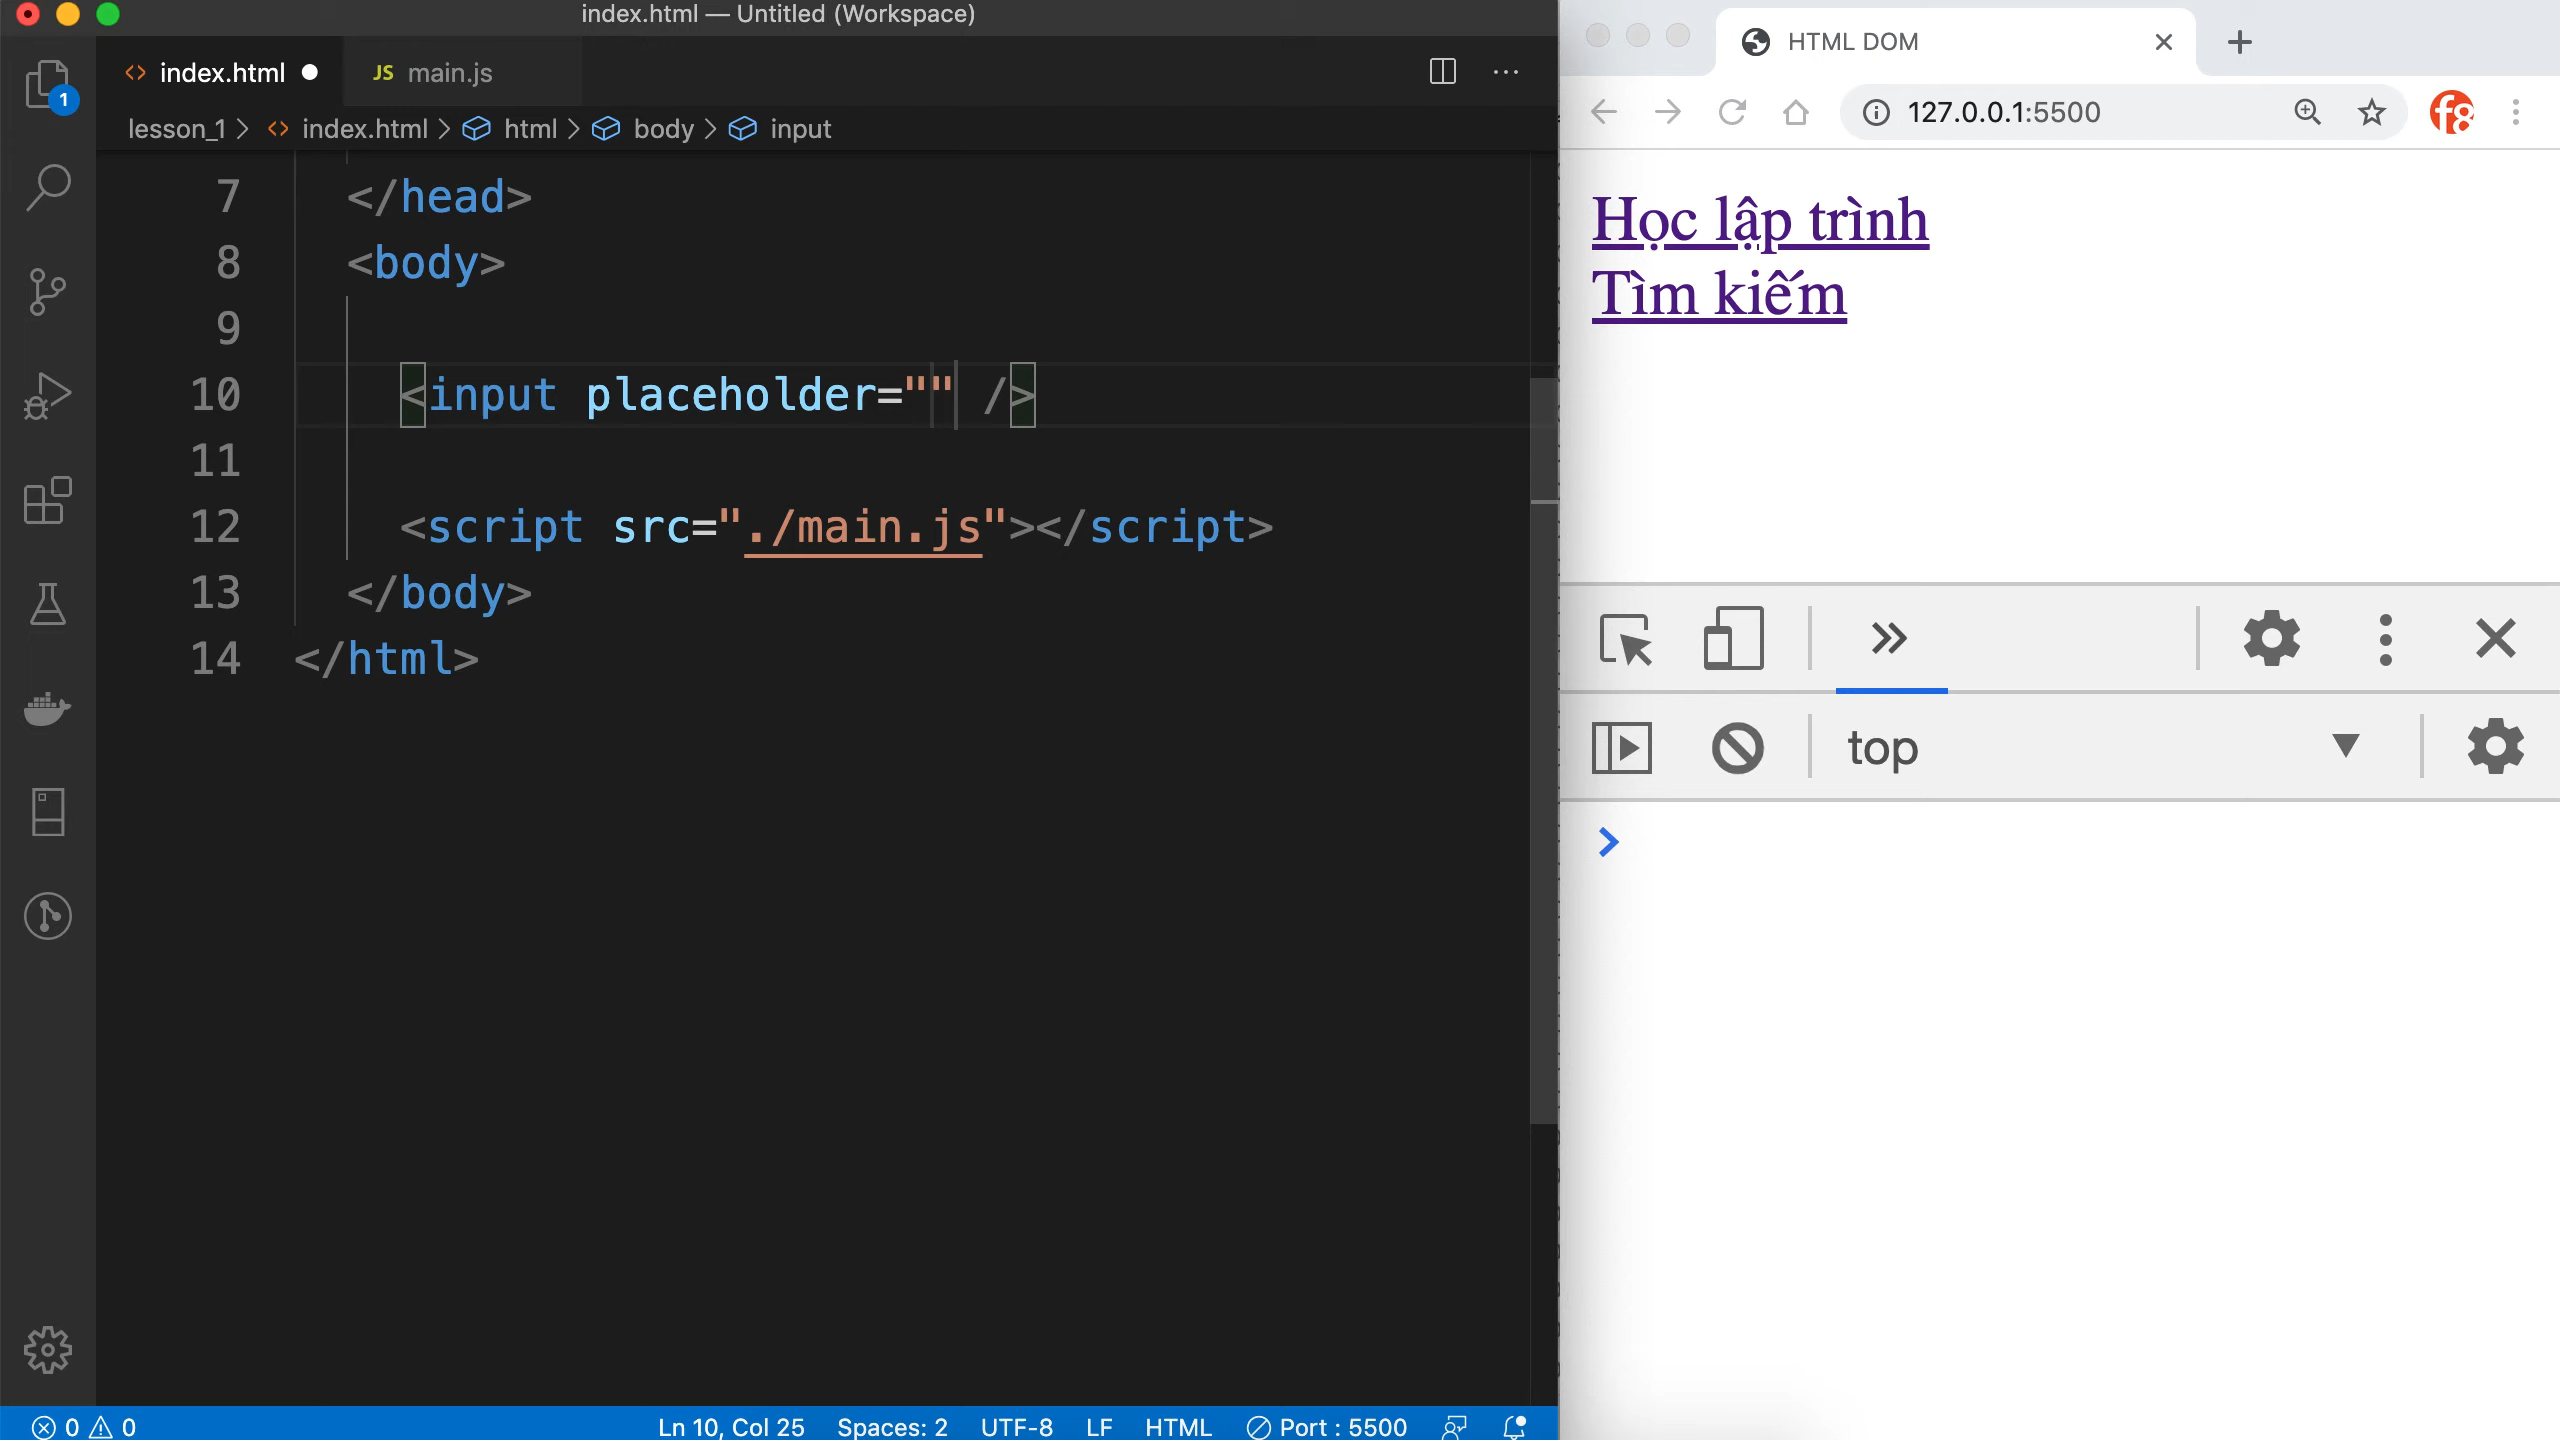 index.html — Untitled (Workspace)
index.html
JS main.js
1
lesson_1 > index.html > html > body > input
7 </head>
8 <body>
9
10 <input placeholder="" />
11
12 <script src="./main.js"></script>
13 </body>
14 </html>
0 0
Ln 10, Col 25 Spaces: 2 UTF-8 LF HTML Port : 5500
HTML DOM
127.0.0.1:5500
f8
Học lập trình
Tìm kiếm
top